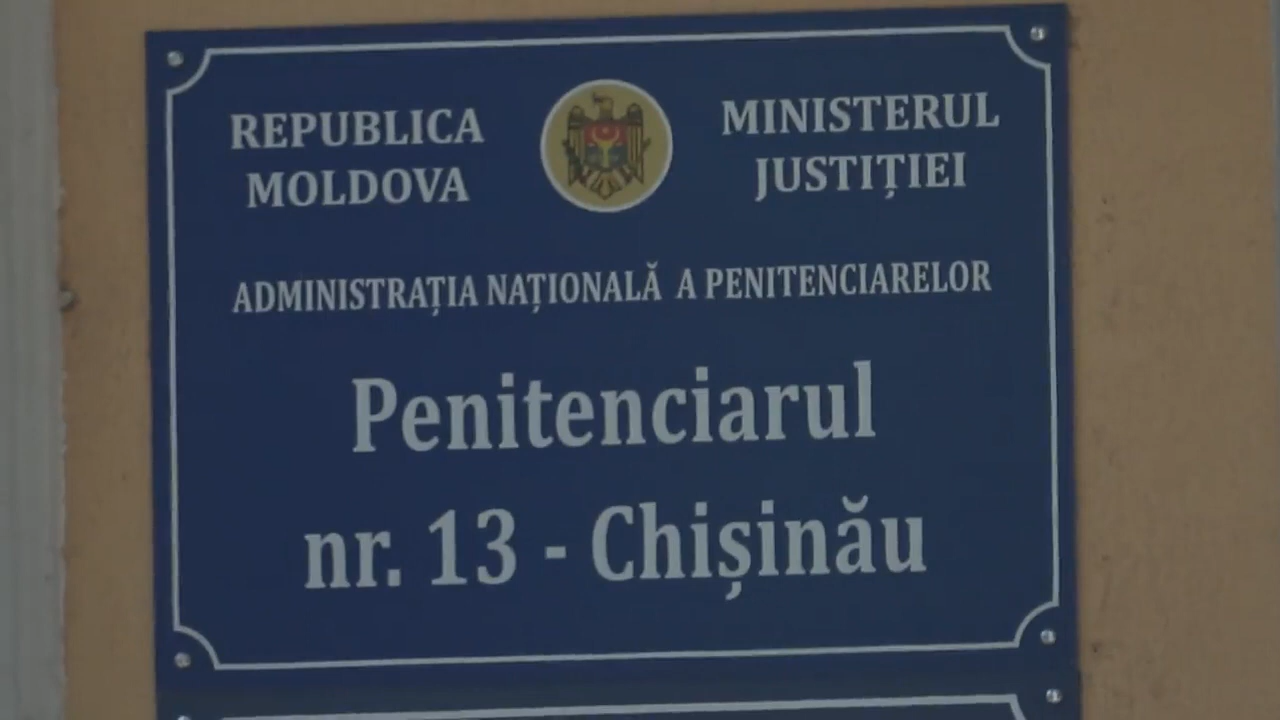 REPUBLICA
MOLDOVA
MINISTERUL
JUSTIȚIEI
ADMINISTRAȚIA NAȚIONALĂ A PENITENCIARELOR
Penitenciarul
nr. 13 - Chișinău